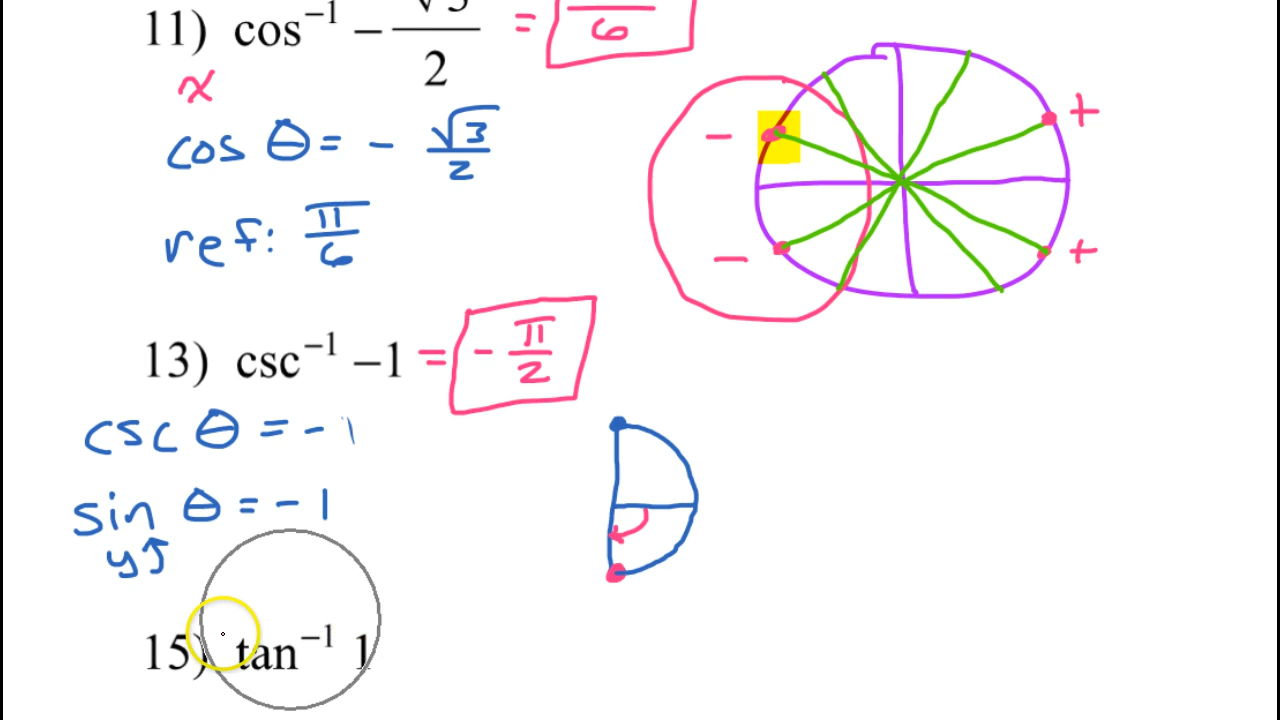 11) cos⁻¹ −√3/2 = 6
x
cos θ = − √3/2
ref: π/6
− +
− +
13) csc⁻¹ −1 = −π/2
csc θ = −1
sin θ = −1
y↕
15) tan⁻¹ 1